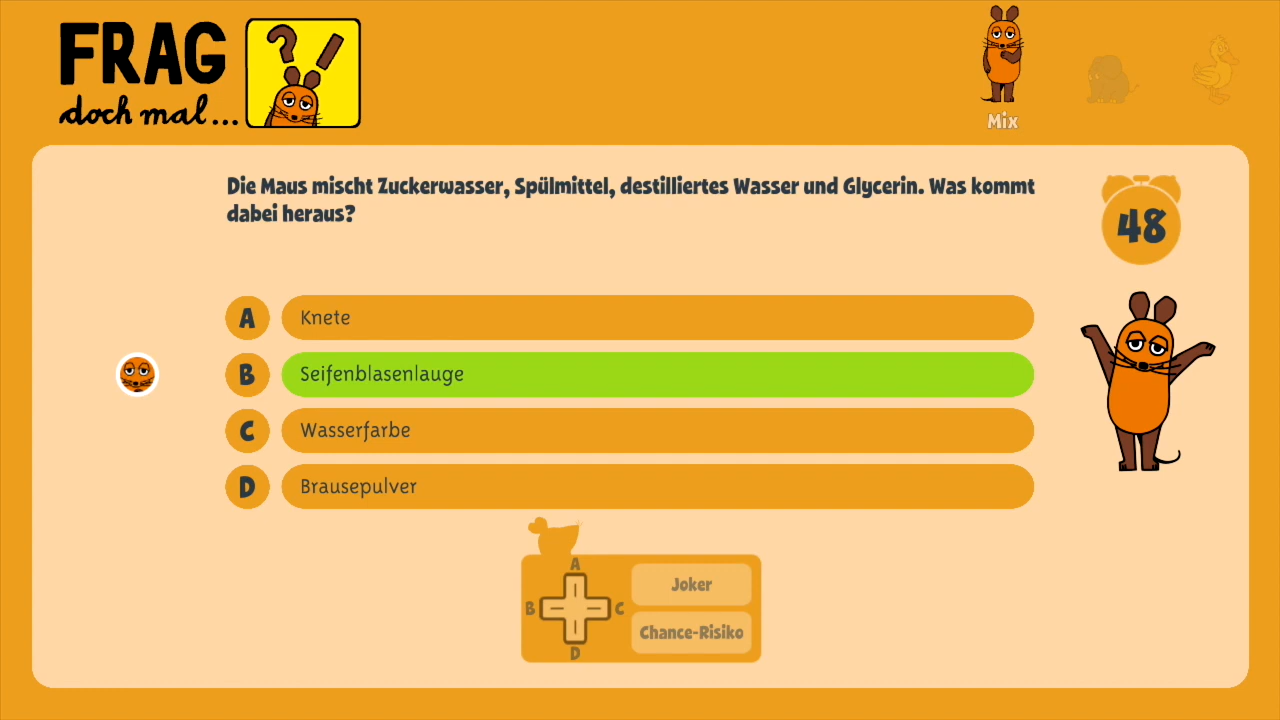 FRAG
doch mal...
?!
Mix
Die Maus mischt Zuckerwasser, Spülmittel, destilliertes Wasser und Glycerin. Was kommt
dabei heraus?
48
A Knete
B Seifenblasenlauge
C Wasserfarbe
D Brausepulver
A
B
C
D
Joker
Chance-Risiko